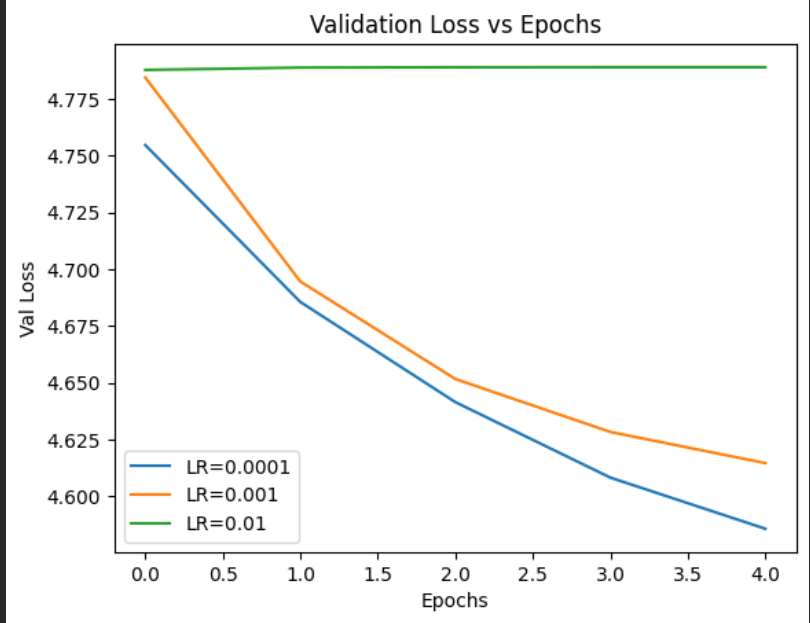 Validation Loss vs Epochs
Val Loss
4.775
4.750
4.725
4.700
4.675
4.650
4.625
4.600
LR=0.0001
LR=0.001
LR=0.01
0.0 0.5 1.0 1.5 2.0 2.5 3.0 3.5 4.0
Epochs